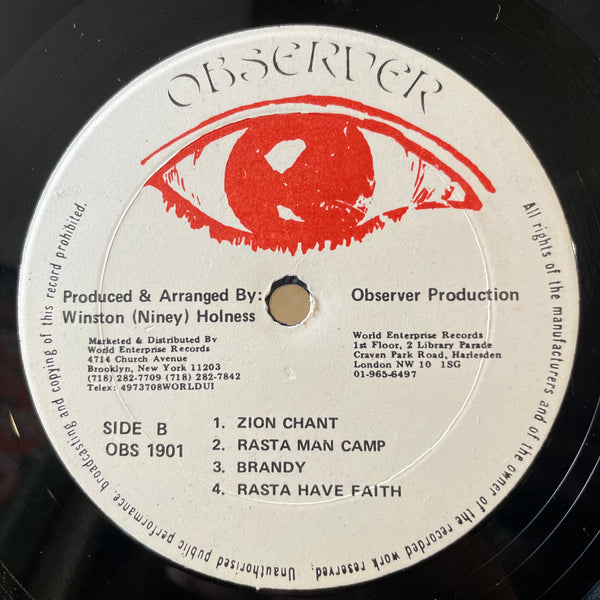 OBSERVER
Produced & Arranged By:
Winston (Niney) Holness
Observer Production
Marketed & Distributed By
World Enterprise Records
4714 Church Avenue
Brooklyn, New York 11203
(718) 282-7709 (718) 282-7842
Telex: 4973708WORLDUI
World Enterprise Records
1st Floor, 2 Library Parade
Craven Park Road, Harlesden
London NW 10 1SG
01-965-6497
SIDE B
OBS 1901
1. ZION CHANT
2. RASTA MAN CAMP
3. BRANDY
4. RASTA HAVE FAITH
All rights of the manufacturers and of the owner of the recorded work reserved. Unauthorised public performance, broadcasting and copying of this record prohibited.